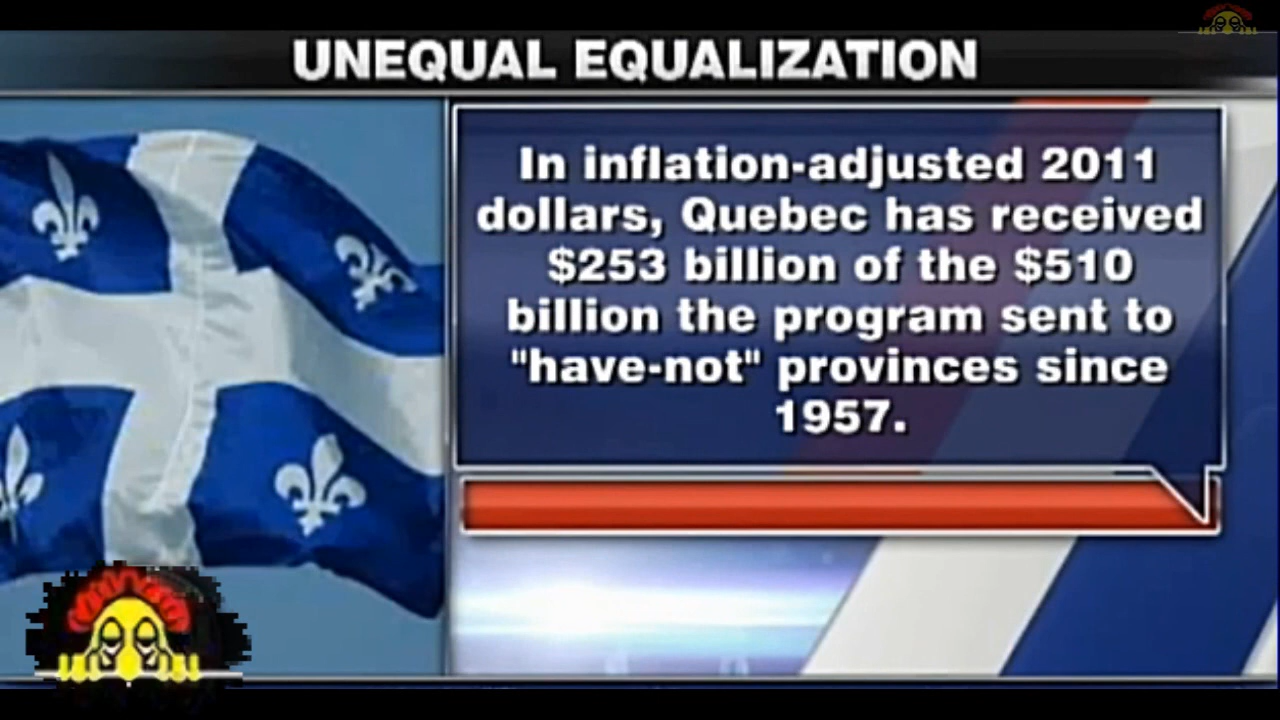 UNEQUAL EQUALIZATION
In inflation-adjusted 2011
dollars, Quebec has received
$253 billion of the $510
billion the program sent to
"have-not" provinces since
1957.